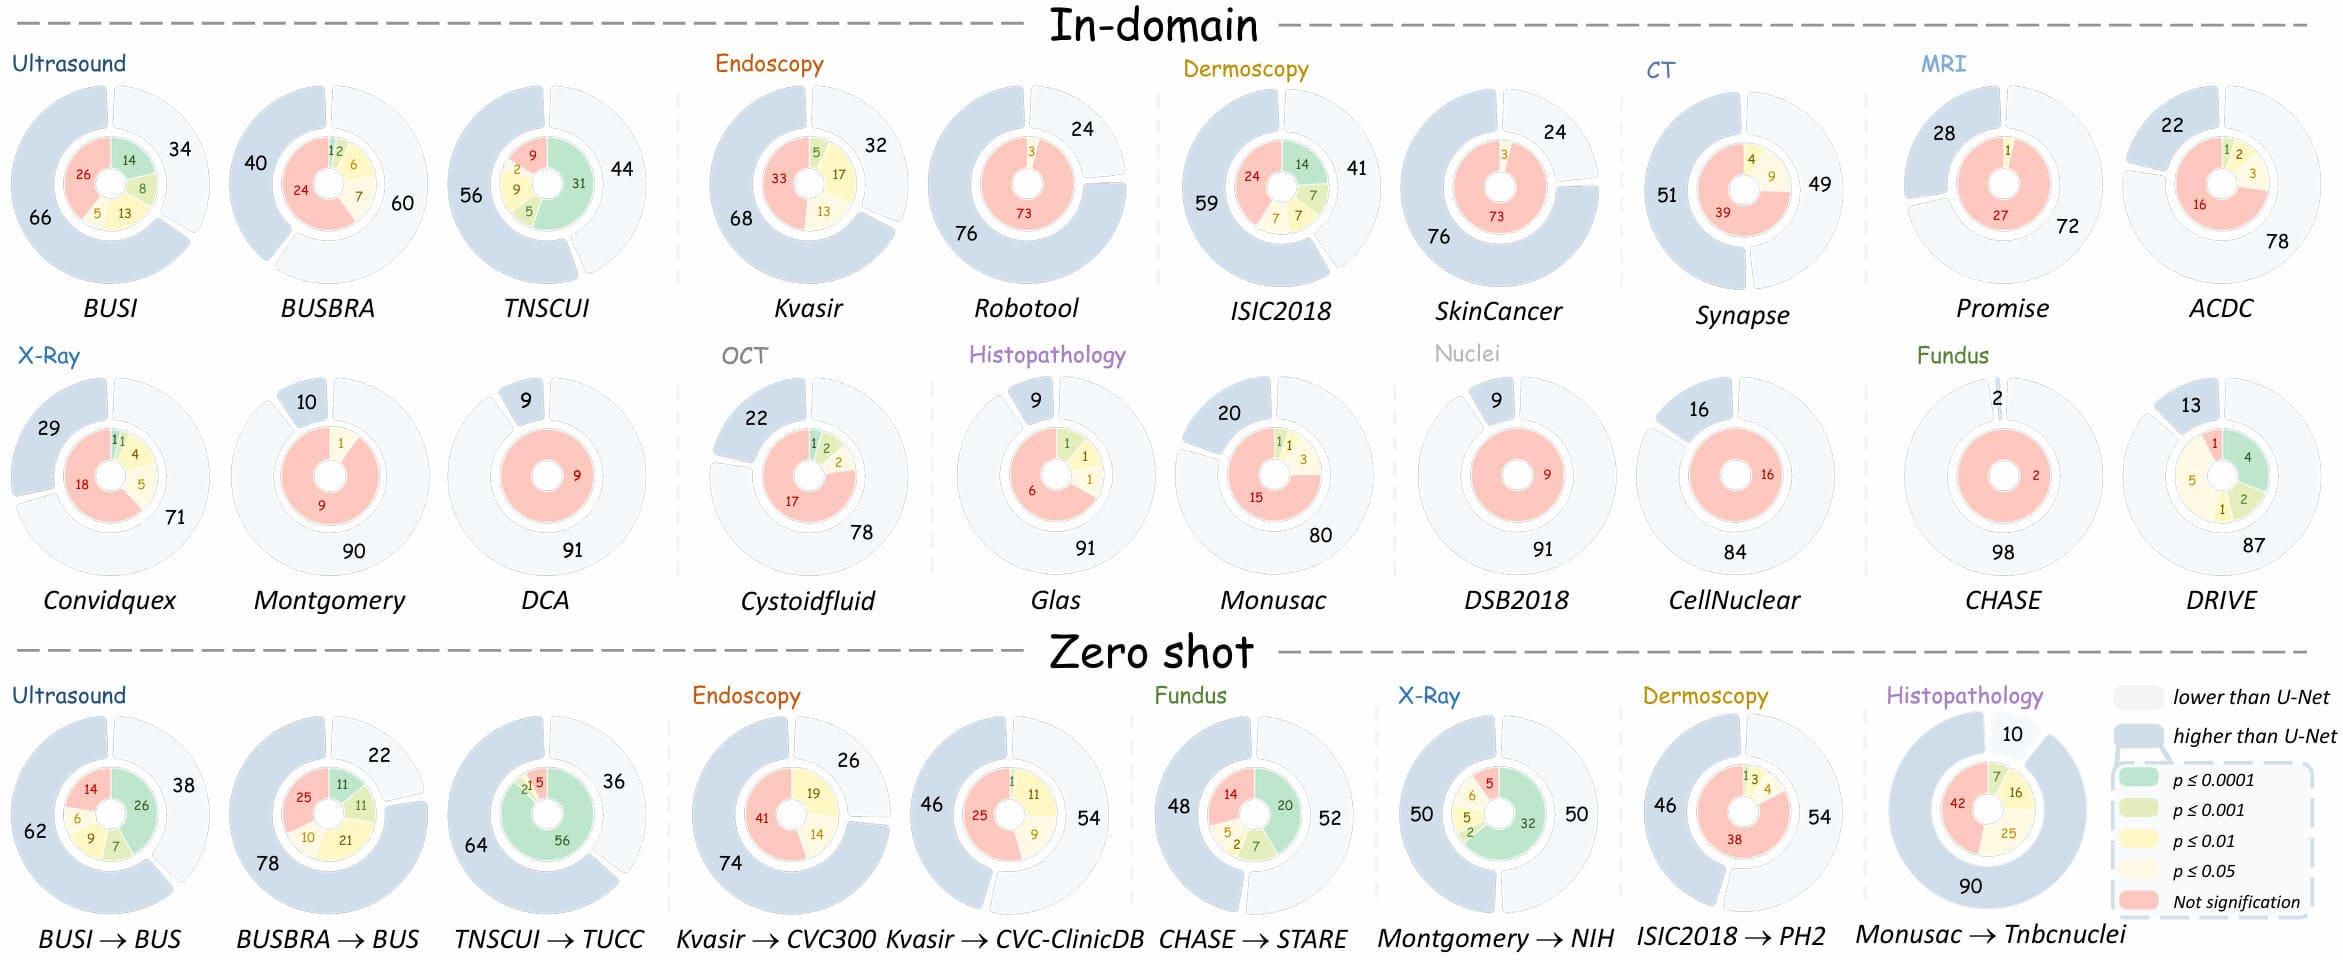 In-domain
Ultrasound
Endoscopy
Dermoscopy
CT
MRI
66 34 14 8 13 5 26
40 60 1 2 6 7 24
56 44 31 5 9 2 9
68 32 5 17 13 33
76 24 3 73
59 41 14 7 7 7 24
76 24 3 73
51 49 4 9 39
28 72 1 27
22 78 1 2 3 16
BUSI
BUSBRA
TNSCUI
Kvasir
Robotool
ISIC2018
SkinCancer
Synapse
Promise
ACDC
X-Ray
OCT
Histopathology
Nuclei
Fundus
29 71 1 1 4 5 18
10 90 1 9
9 91 9
22 78 1 2 2 17
9 91 1 1 1 6
20 80 1 1 3 15
9 91 9
16 84 16
2 98 2
13 87 4 2 1 5 1
Convidquex
Montgomery
DCA
Cystoidfluid
Glas
Monusac
DSB2018
CellNuclear
CHASE
DRIVE
Zero shot
Ultrasound
Endoscopy
Fundus
X-Ray
Dermoscopy
Histopathology
62 38 26 7 9 6 14
78 22 11 11 21 10 25
64 36 56 2 1 5
74 26 19 14 41
46 54 1 11 9 25
48 52 20 7 2 5 14
50 50 32 2 5 6 5
46 54 1 3 4 38
90 10 7 16 25 42
lower than U-Net
higher than U-Net
p ≤ 0.0001
p ≤ 0.001
p ≤ 0.01
p ≤ 0.05
Not signification
BUSI → BUS
BUSBRA → BUS
TNSCUI → TUCC
Kvasir → CVC300
Kvasir → CVC-ClinicDB
CHASE → STARE
Montgomery → NIH
ISIC2018 → PH2
Monusac → Tnbcnuclei